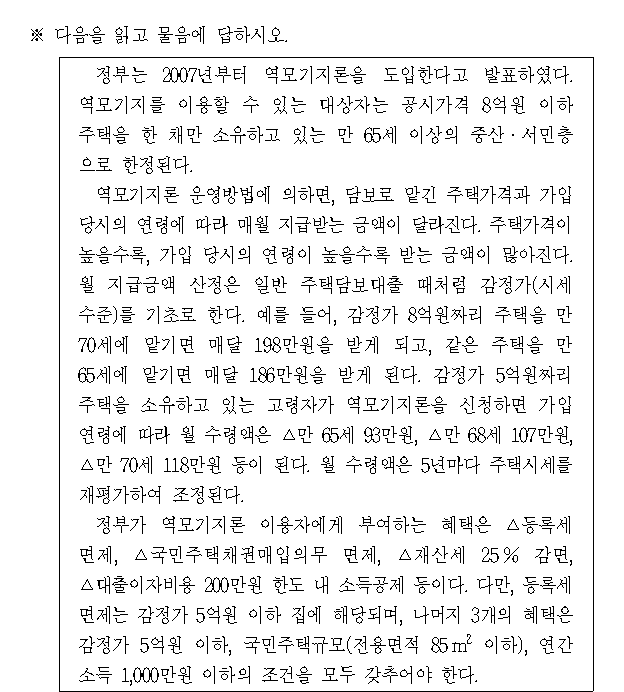 ※ 다음을 읽고 물음에 답하시오.
정부는 2007년부터 역모기지론을 도입한다고 발표하였다.
역모기지를 이용할 수 있는 대상자는 공시가격 8억원 이하
주택을 한 채만 소유하고 있는 만 65세 이상의 중산·서민층
으로 한정된다.
역모기지론 운영방법에 의하면, 담보로 맡긴 주택가격과 가입
당시의 연령에 따라 매월 지급받는 금액이 달라진다. 주택가격이
높을수록, 가입 당시의 연령이 높을수록 받는 금액이 많아진다.
월 지급금액 산정은 일반 주택담보대출 때처럼 감정가(시세
수준)를 기초로 한다. 예를 들어, 감정가 8억원짜리 주택을 만
70세에 맡기면 매달 198만원을 받게 되고, 같은 주택을 만
65세에 맡기면 매달 186만원을 받게 된다. 감정가 5억원짜리
주택을 소유하고 있는 고령자가 역모기지론을 신청하면 가입
연령에 따라 월 수령액은 △만 65세 93만원, △만 68세 107만원,
△만 70세 118만원 등이 된다. 월 수령액은 5년마다 주택시세를
재평가하여 조정된다.
정부가 역모기지론 이용자에게 부여하는 혜택은 △등록세
면제, △국민주택채권매입의무 면제, △재산세 25% 감면,
△대출이자비용 200만원 한도 내 소득공제 등이다. 다만, 등록세
면제는 감정가 5억원 이하 집에 해당되며, 나머지 3개의 혜택은
감정가 5억원 이하, 국민주택규모(전용면적 85㎡ 이하), 연간
소득 1,000만원 이하의 조건을 모두 갖추어야 한다.